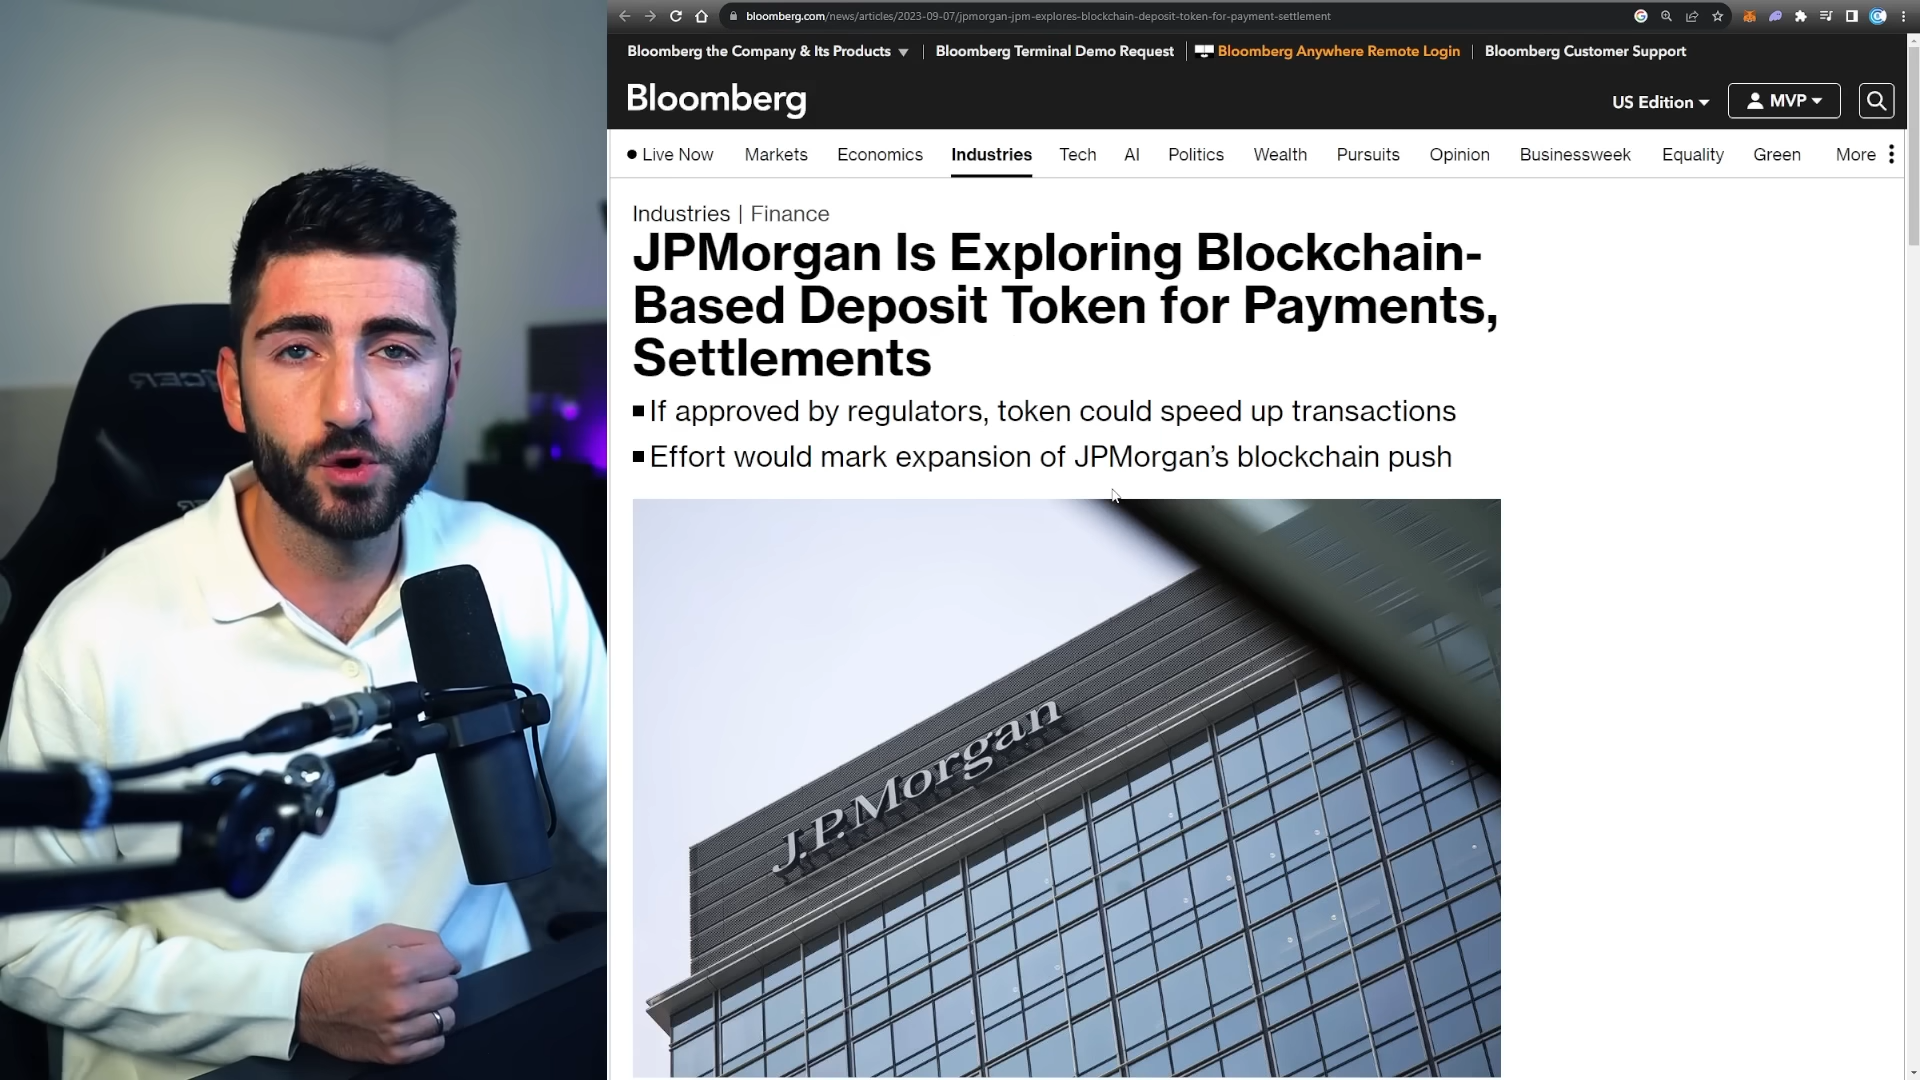 bloomberg.com/news/articles/2023-09-07/jpmorgan-jpm-explores-blockchain-deposit-token-for-payment-settlement
Bloomberg the Company & Its Products
Bloomberg Terminal Demo Request
Bloomberg Anywhere Remote Login
Bloomberg Customer Support
Bloomberg
US Edition
MVP
Live Now Markets Economics Industries Tech AI Politics Wealth Pursuits Opinion Businessweek Equality Green More
Industries | Finance
JPMorgan Is Exploring Blockchain-
Based Deposit Token for Payments,
Settlements
If approved by regulators, token could speed up transactions
Effort would mark expansion of JPMorgan's blockchain push
J.P.Morgan